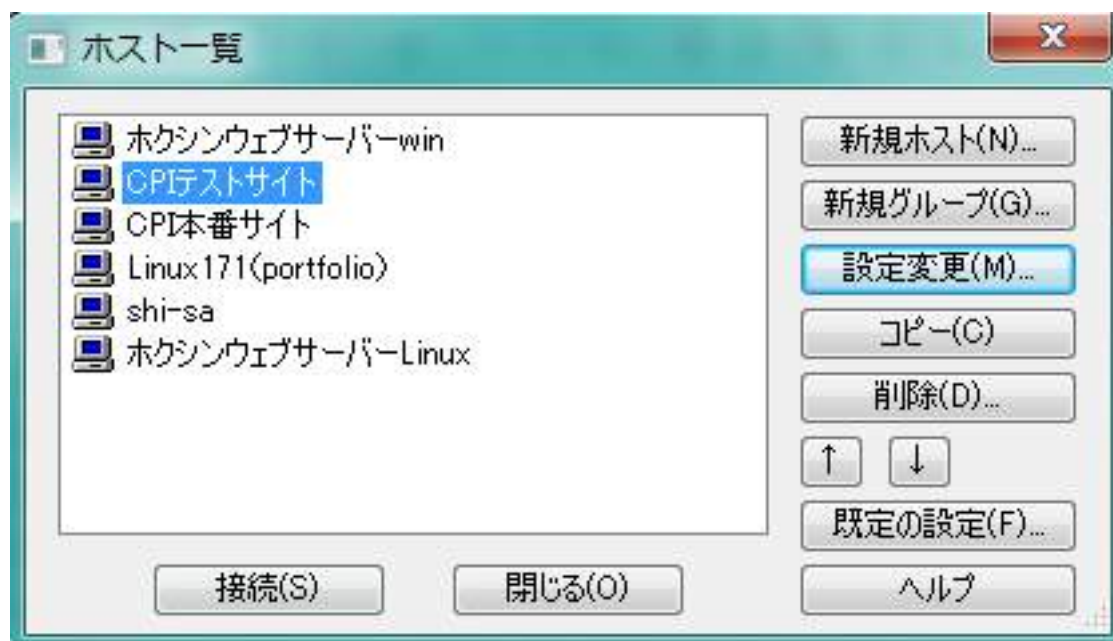 ホスト一覧
ホクシンウェブサーバーwin
CPIテストサイト
CPI本番サイト
Linux171(portfolio)
shi-sa
ホクシンウェブサーバーLinux
新規ホスト(N)...
新規グループ(G)...
設定変更(M)...
コピー(C)
削除(D)...
↑ ↓
既定の設定(F)...
接続(S)
閉じる(O)
ヘルプ